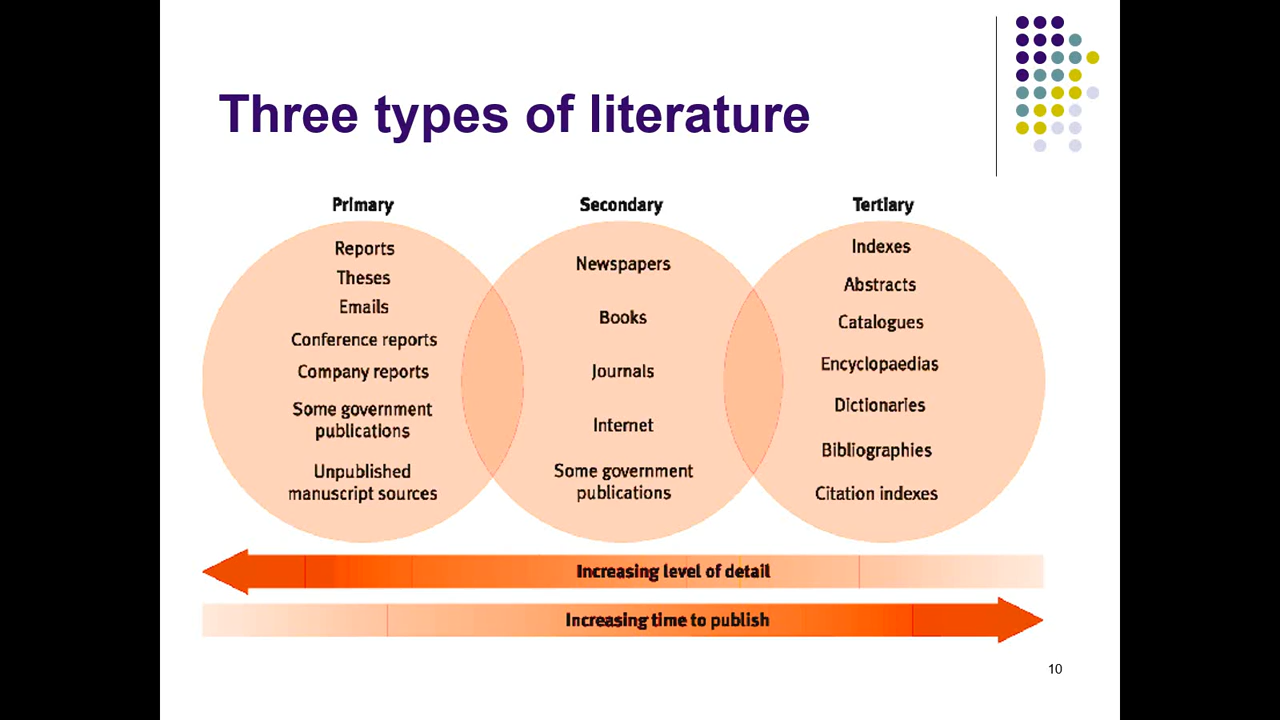 Three types of literature
Primary
Reports
Theses
Emails
Conference reports
Company reports
Some government
publications
Unpublished
manuscript sources
Secondary
Newspapers
Books
Journals
Internet
Some government
publications
Tertiary
Indexes
Abstracts
Catalogues
Encyclopaedias
Dictionaries
Bibliographies
Citation indexes
Increasing level of detail
Increasing time to publish
10